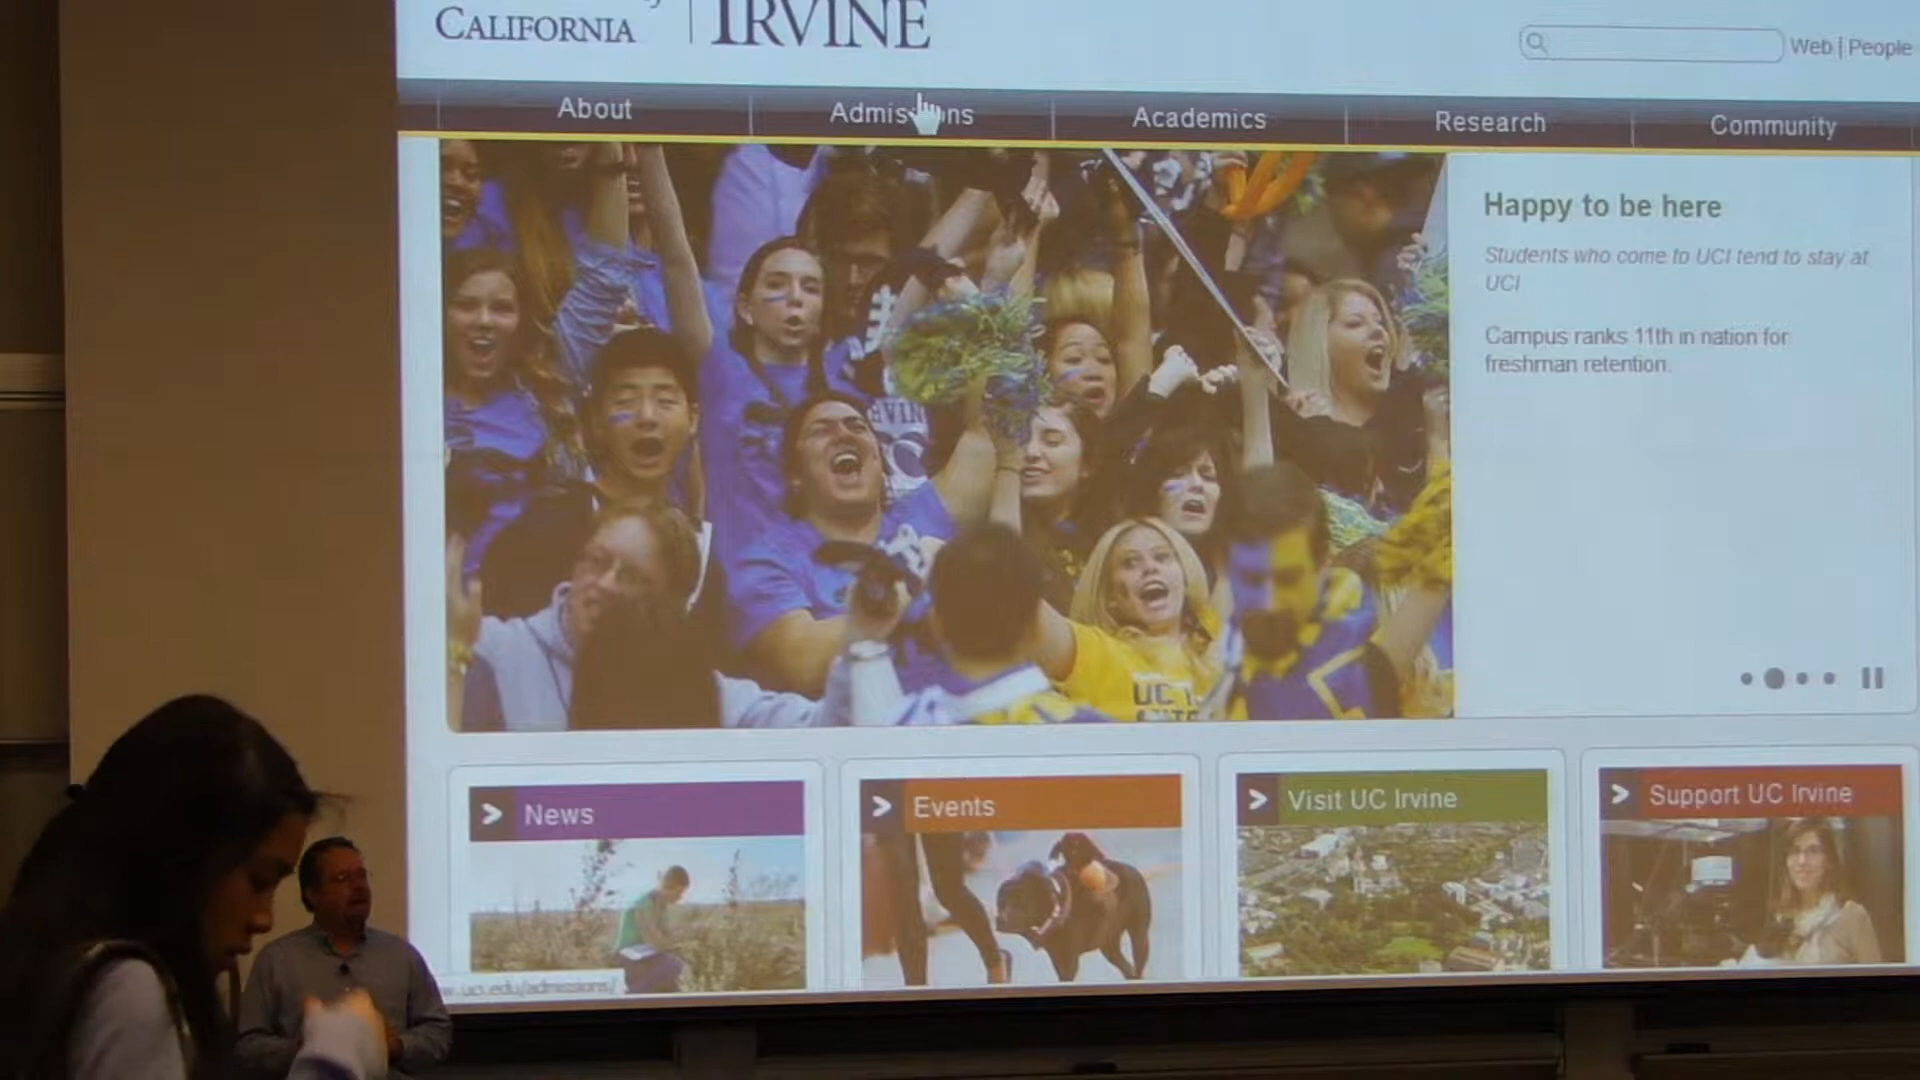 CALIFORNIA
IRVINE
Web | People
About
Admissions
Academics
Research
Community
Happy to be here
Students who come to UCI tend to stay at
UCI
Campus ranks 11th in nation for
freshman retention.
UC
News
Events
Visit UC Irvine
Support UC Irvine
uci.edu/admissions/